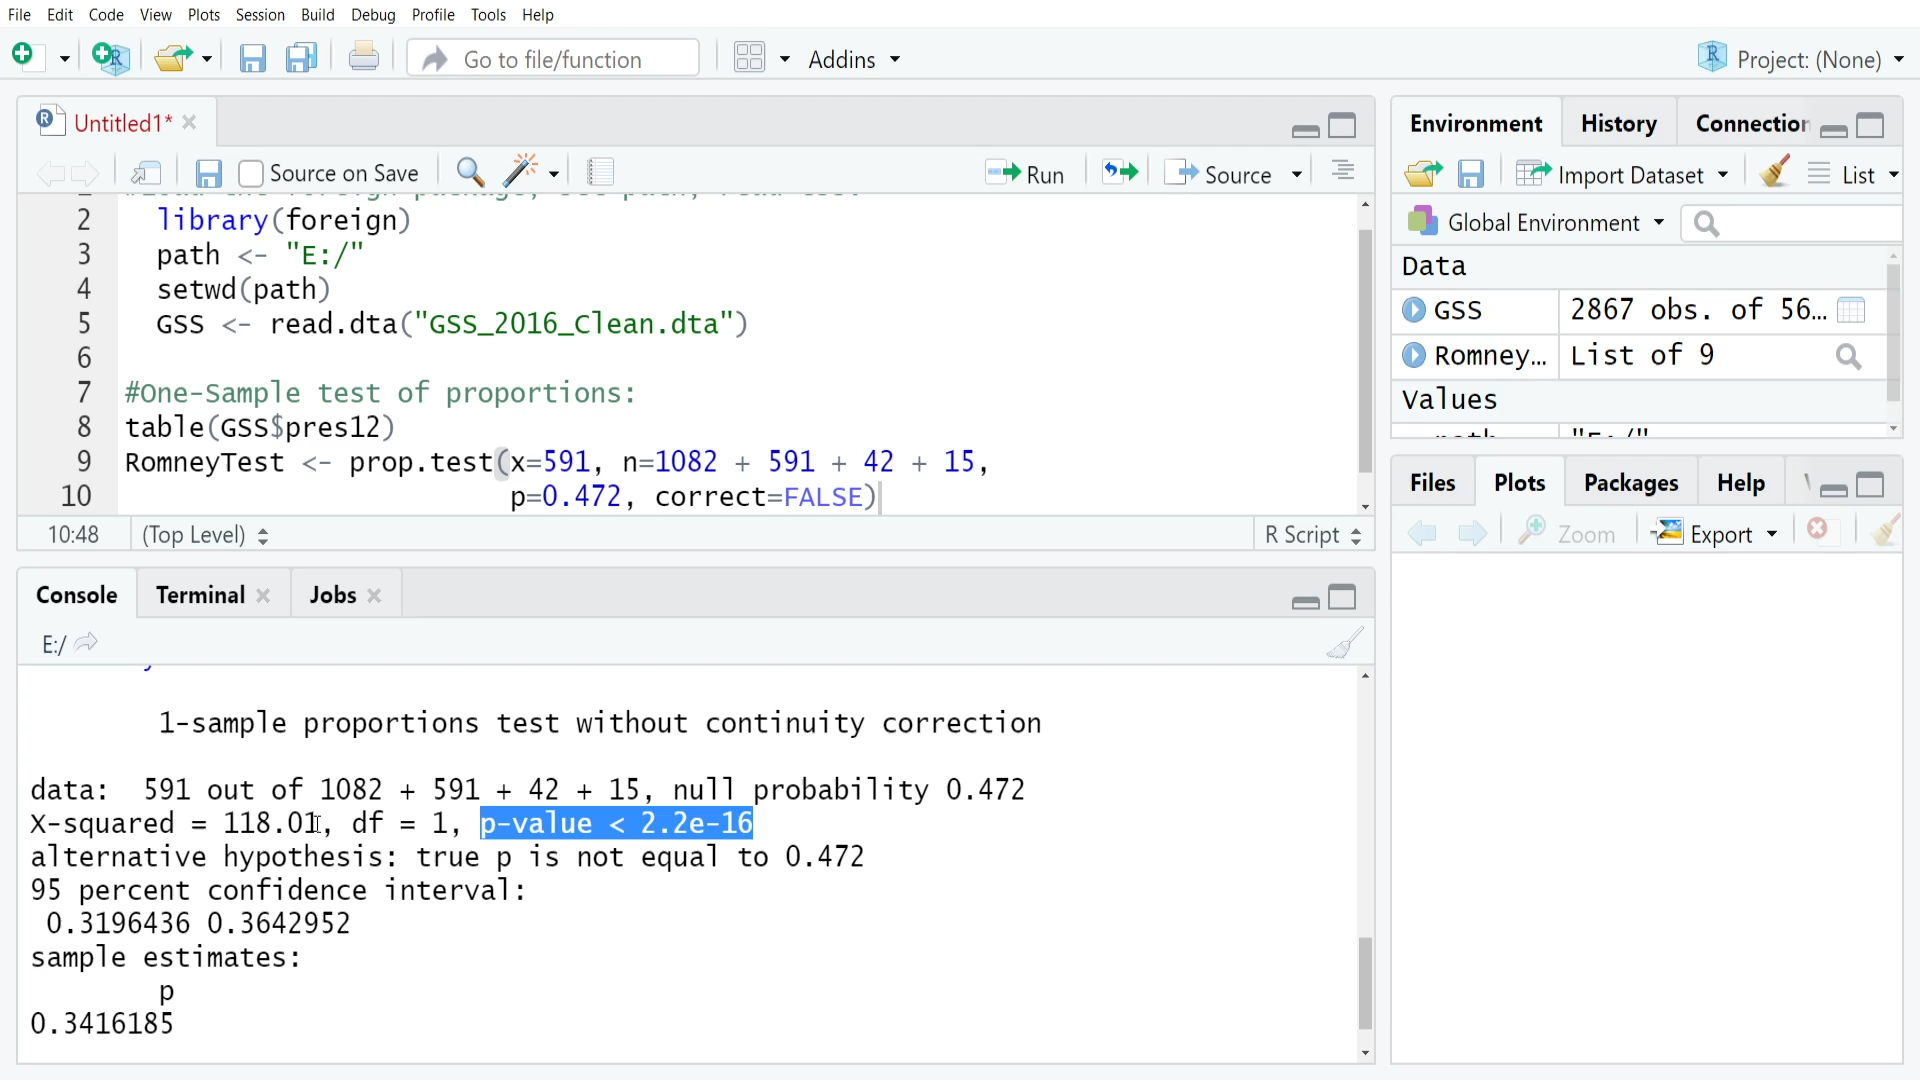 File Edit Code View Plots Session Build Debug Profile Tools Help
Go to file/function Addins Project: (None)
Untitled1*
Source on Save Run Source
2 library(foreign)
3 path <- "E:/"
4 setwd(path)
5 GSS <- read.dta("GSS_2016_Clean.dta")
6
7 #One-Sample test of proportions:
8 table(GSS$pres12)
9 RomneyTest <- prop.test(x=591, n=1082 + 591 + 42 + 15,
10 p=0.472, correct=FALSE)
10:48 (Top Level) R Script
Console Terminal Jobs
E:/
1-sample proportions test without continuity correction
data: 591 out of 1082 + 591 + 42 + 15, null probability 0.472
X-squared = 118.01, df = 1, p-value < 2.2e-16
alternative hypothesis: true p is not equal to 0.472
95 percent confidence interval:
0.3196436 0.3642952
sample estimates:
p
0.3416185
Environment History Connection
Import Dataset List
Global Environment
Data
GSS 2867 obs. of 56...
Romney... List of 9
Values
Files Plots Packages Help
Zoom Export